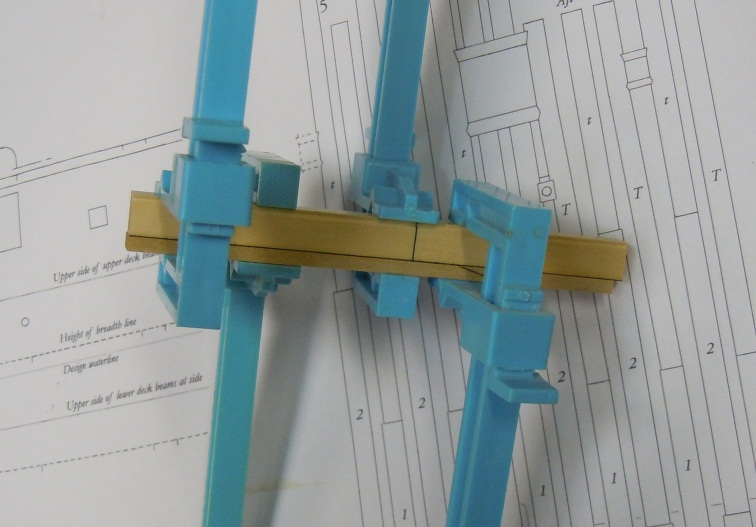 5
Aft
t
t
t
t
T
T
T
Upper side of upper deck
Height of breadth line
Design waterline
Upper side of lower deck beams at side
2
2
2
2
2
1
1
1
1